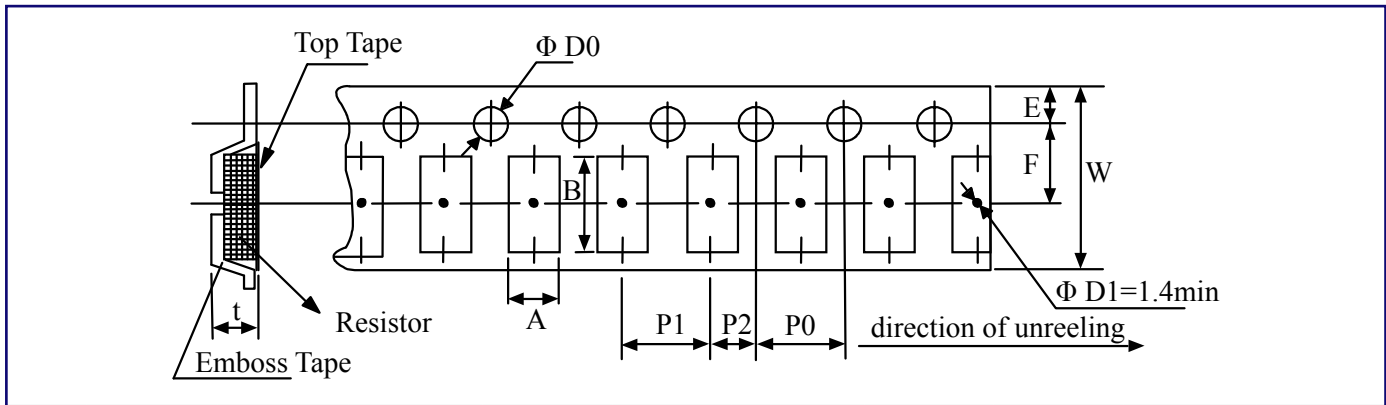 Top Tape
Φ D0
E
F
W
B
t
Resistor
Emboss Tape
A
P1
P2
P0
Φ D1=1.4min
direction of unreeling